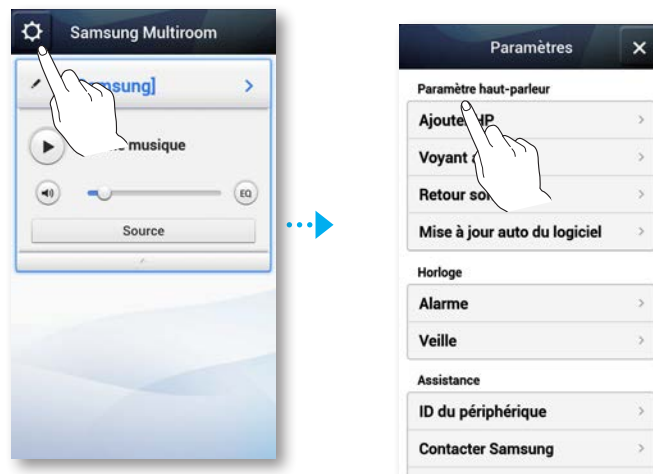 Samsung Multiroom
sung]
musique
EQ
Source
Paramètres
Paramètre haut-parleur
Ajoute HP
Voyant
Retour so
Mise à jour auto du logiciel
Horloge
Alarme
Veille
Assistance
ID du périphérique
Contacter Samsung